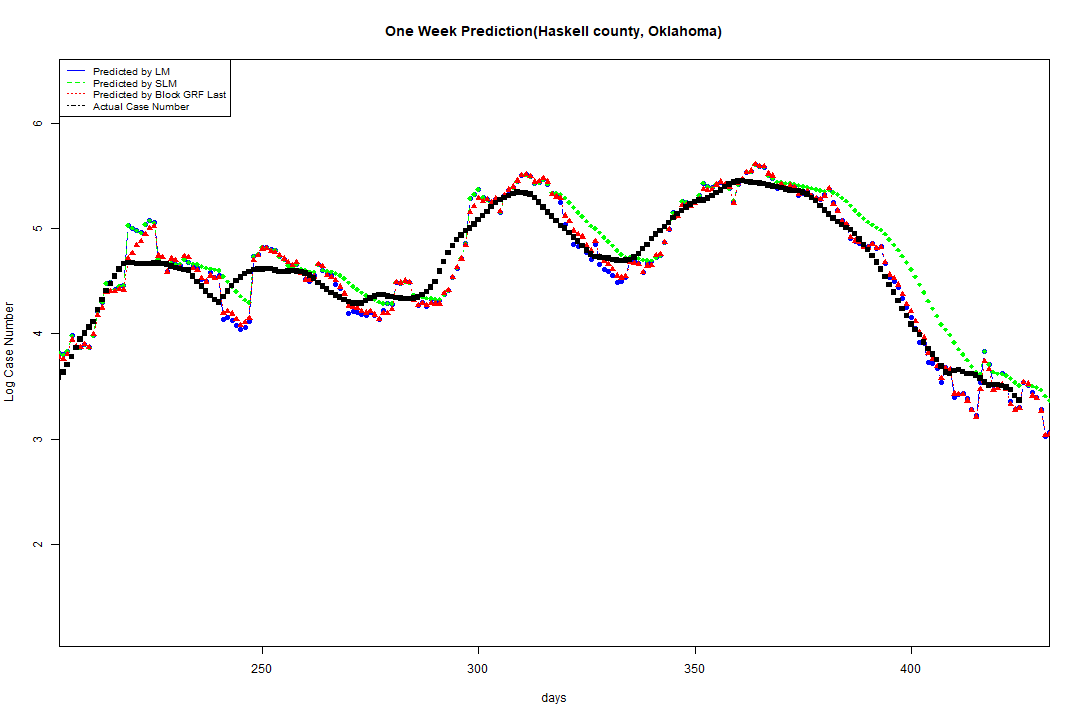 One Week Prediction(Haskell county, Oklahoma)
Predicted by LM
Predicted by SLM
Predicted by Block GRF Last
Actual Case Number
6
5
4
3
2
Log Case Number
250 300 350 400
days